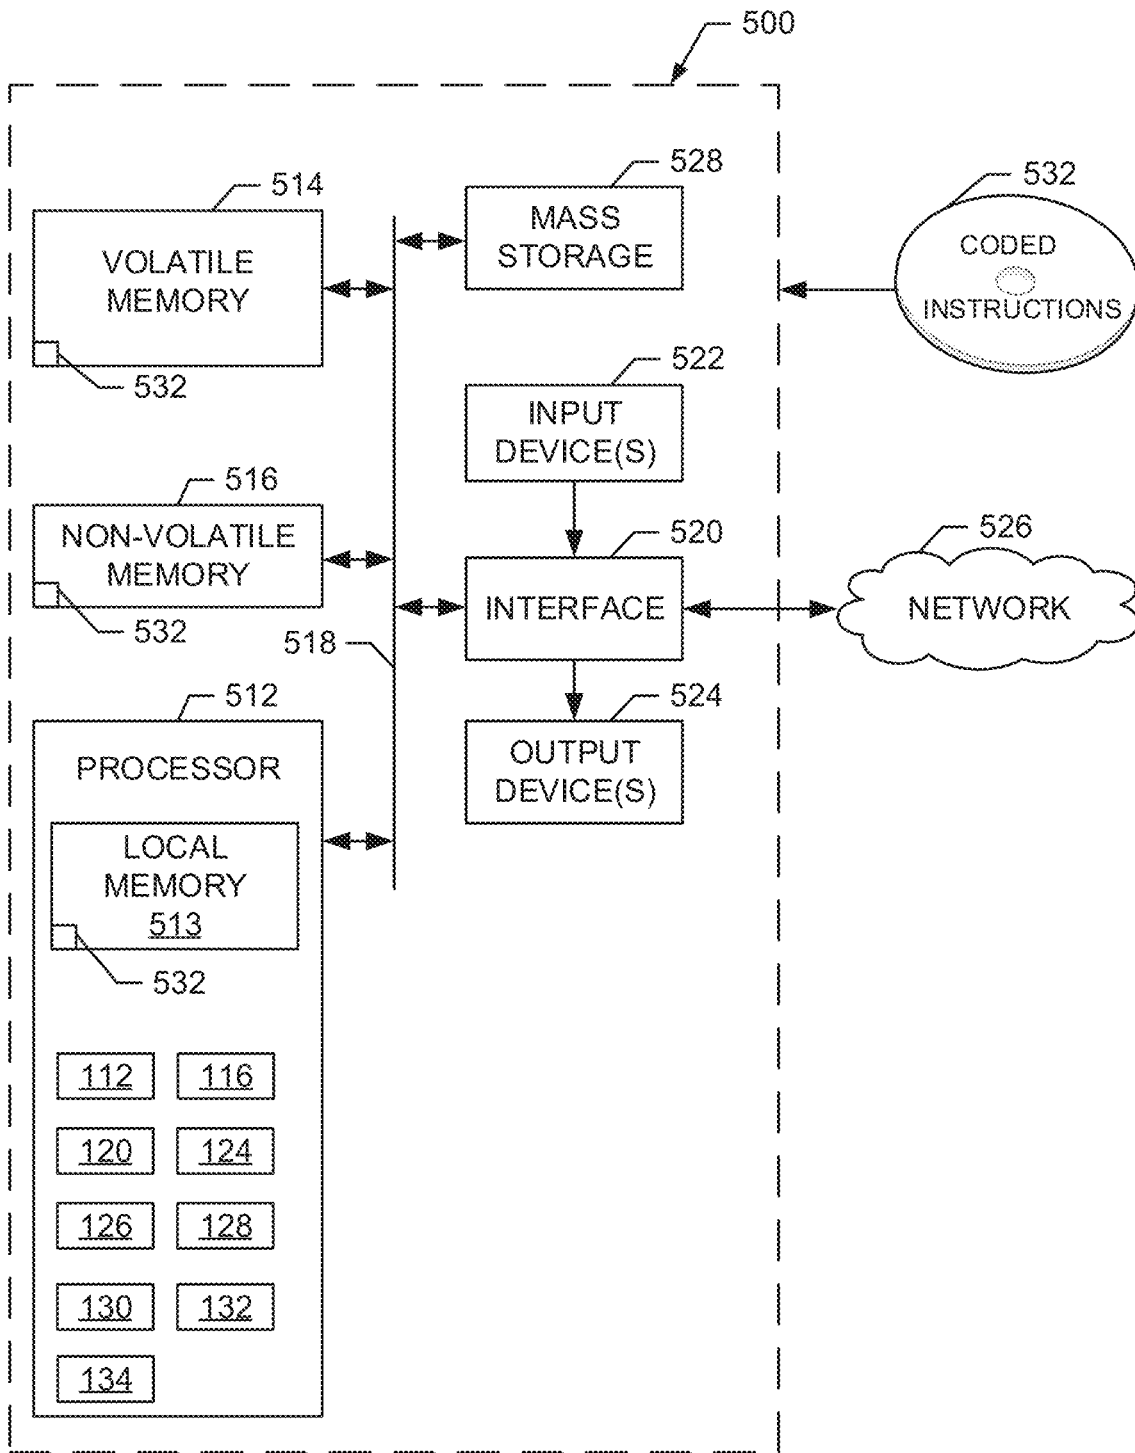 500
514
VOLATILE
MEMORY
532
528
MASS
STORAGE
532
CODED
INSTRUCTIONS
522
INPUT
DEVICE(S)
516
NON-VOLATILE
MEMORY
532
520
INTERFACE
526
NETWORK
518
524
OUTPUT
DEVICE(S)
512
PROCESSOR
LOCAL
MEMORY
513
532
112 116
120 124
126 128
130 132
134